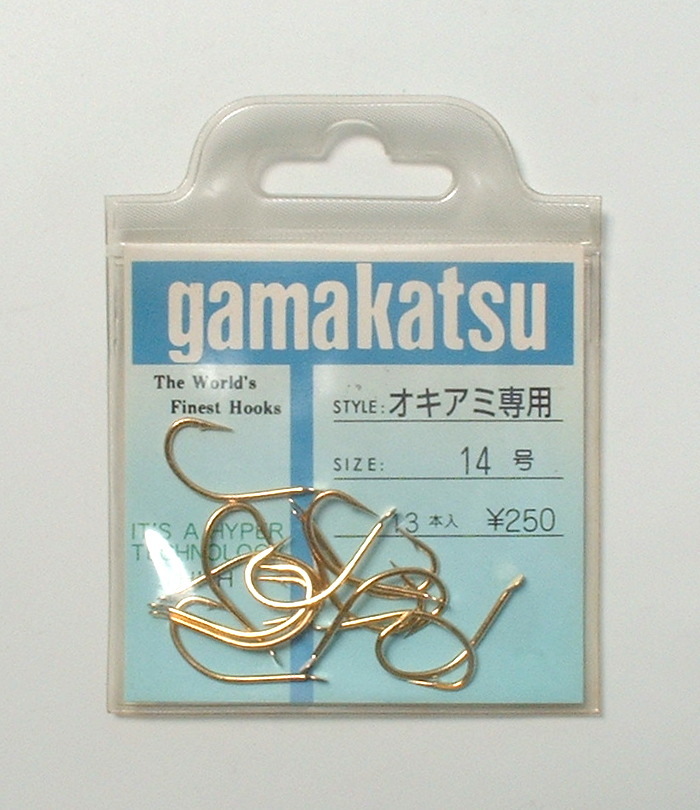 gamakatsu
The World's
Finest Hooks
STYLE: オキアミ専用
SIZE: 14 号
13 本入 ¥250
IT'S A HYPER
TECHNOLOGY